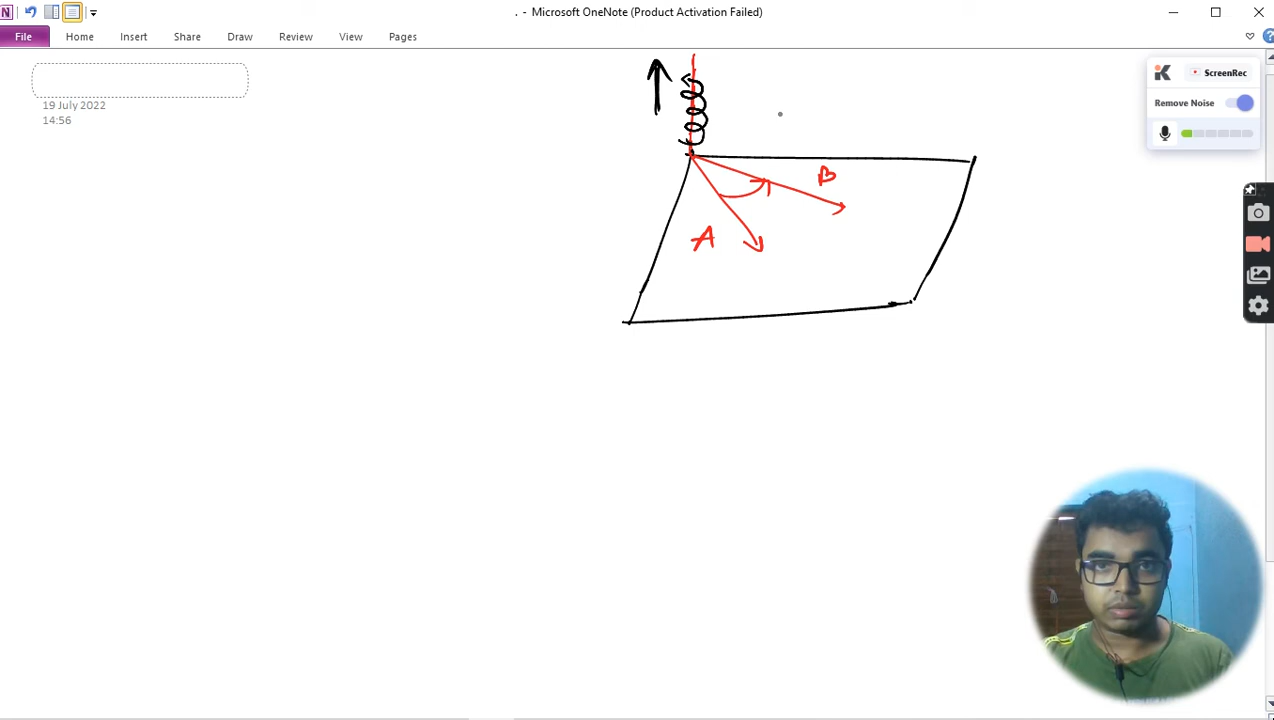 . - Microsoft OneNote (Product Activation Failed)
File Home Insert Share Draw Review View Pages
ScreenRec
Remove Noise
19 July 2022
14:56
B
A